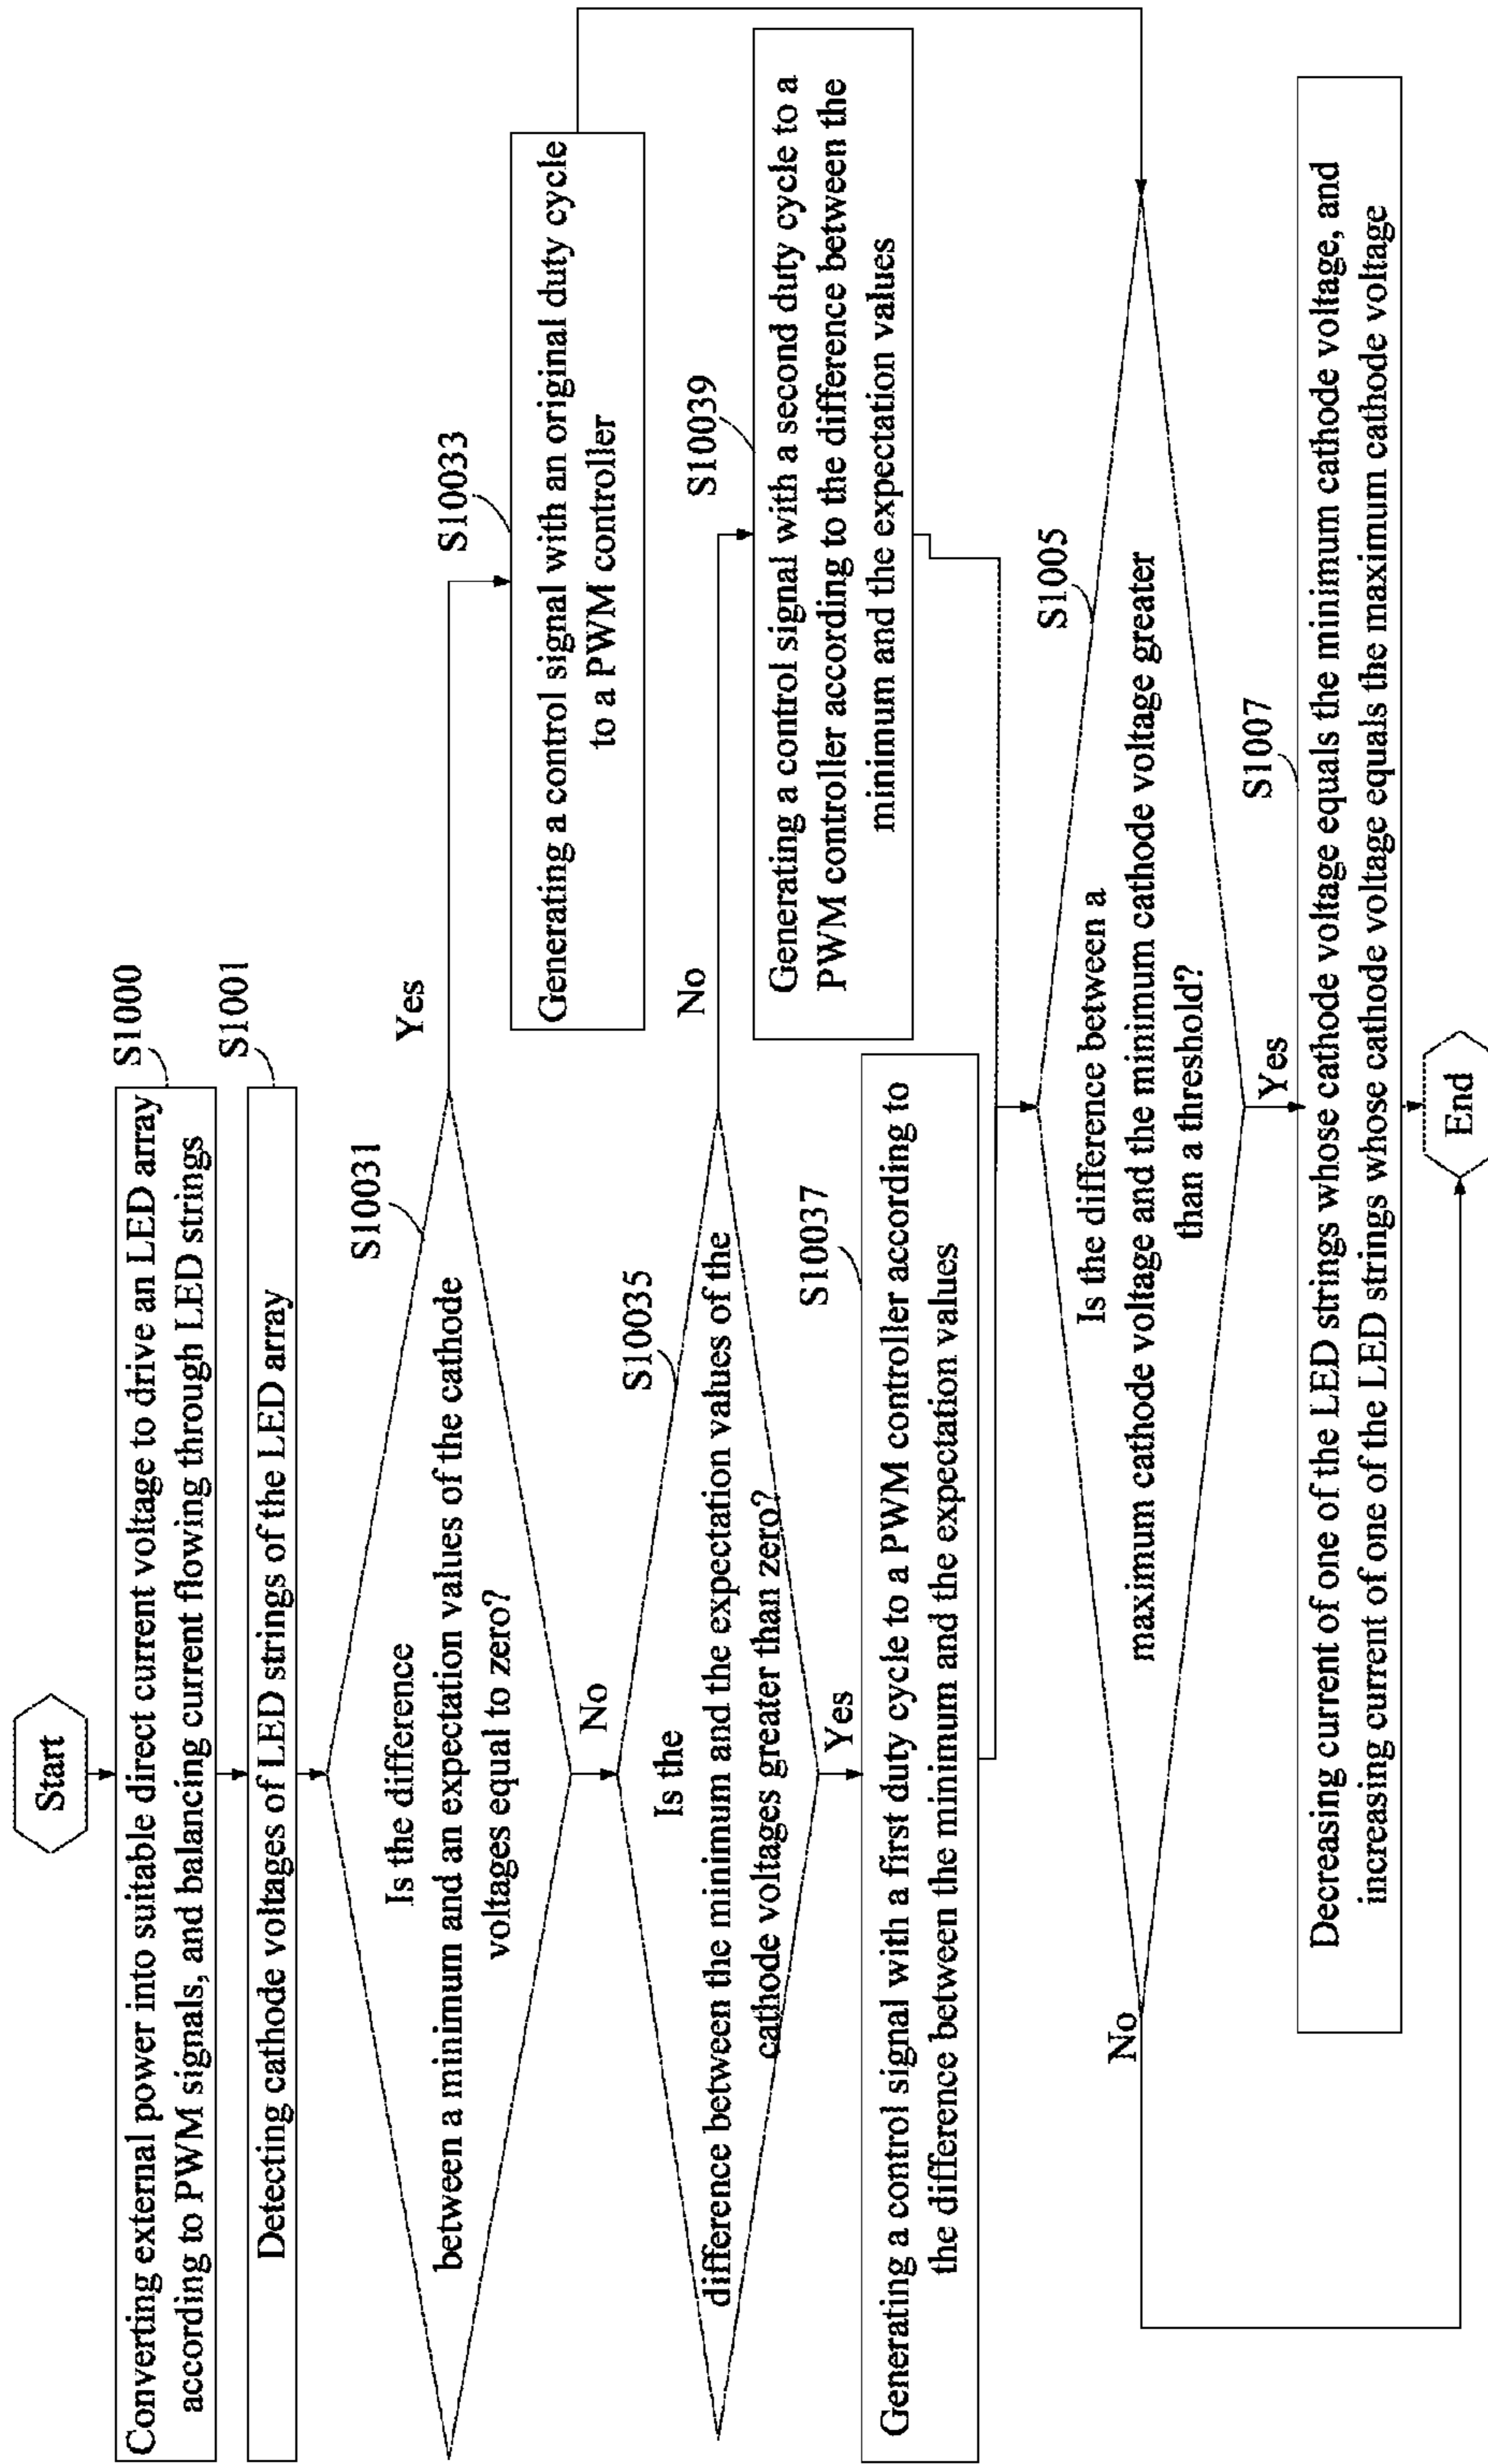 Start
Converting external power into suitable direct current voltage to drive an LED array
according to PWM signals, and balancing current flowing through LED strings
S1000
Detecting cathode voltages of LED strings of the LED array
S1001
Is the difference
between a minimum and an expectation values of the cathode
voltages equal to zero?
S10031
Yes
Generating a control signal with an original duty cycle
to a PWM controller
S10033
No
Is the
difference between the minimum and the expectation values of the
cathode voltages greater than zero?
S10035
No
Generating a control signal with a second duty cycle to a
PWM controller according to the difference between the
minimum and the expectation values
S10039
Yes
Generating a control signal with a first duty cycle to a PWM controller according to
the difference between the minimum and the expectation values
S10037
Is the difference between a
maximum cathode voltage and the minimum cathode voltage greater
than a threshold?
S1005
No
Yes
Decreasing current of one of the LED strings whose cathode voltage equals the minimum cathode voltage, and
increasing current of one of the LED strings whose cathode voltage equals the maximum cathode voltage
S1007
End